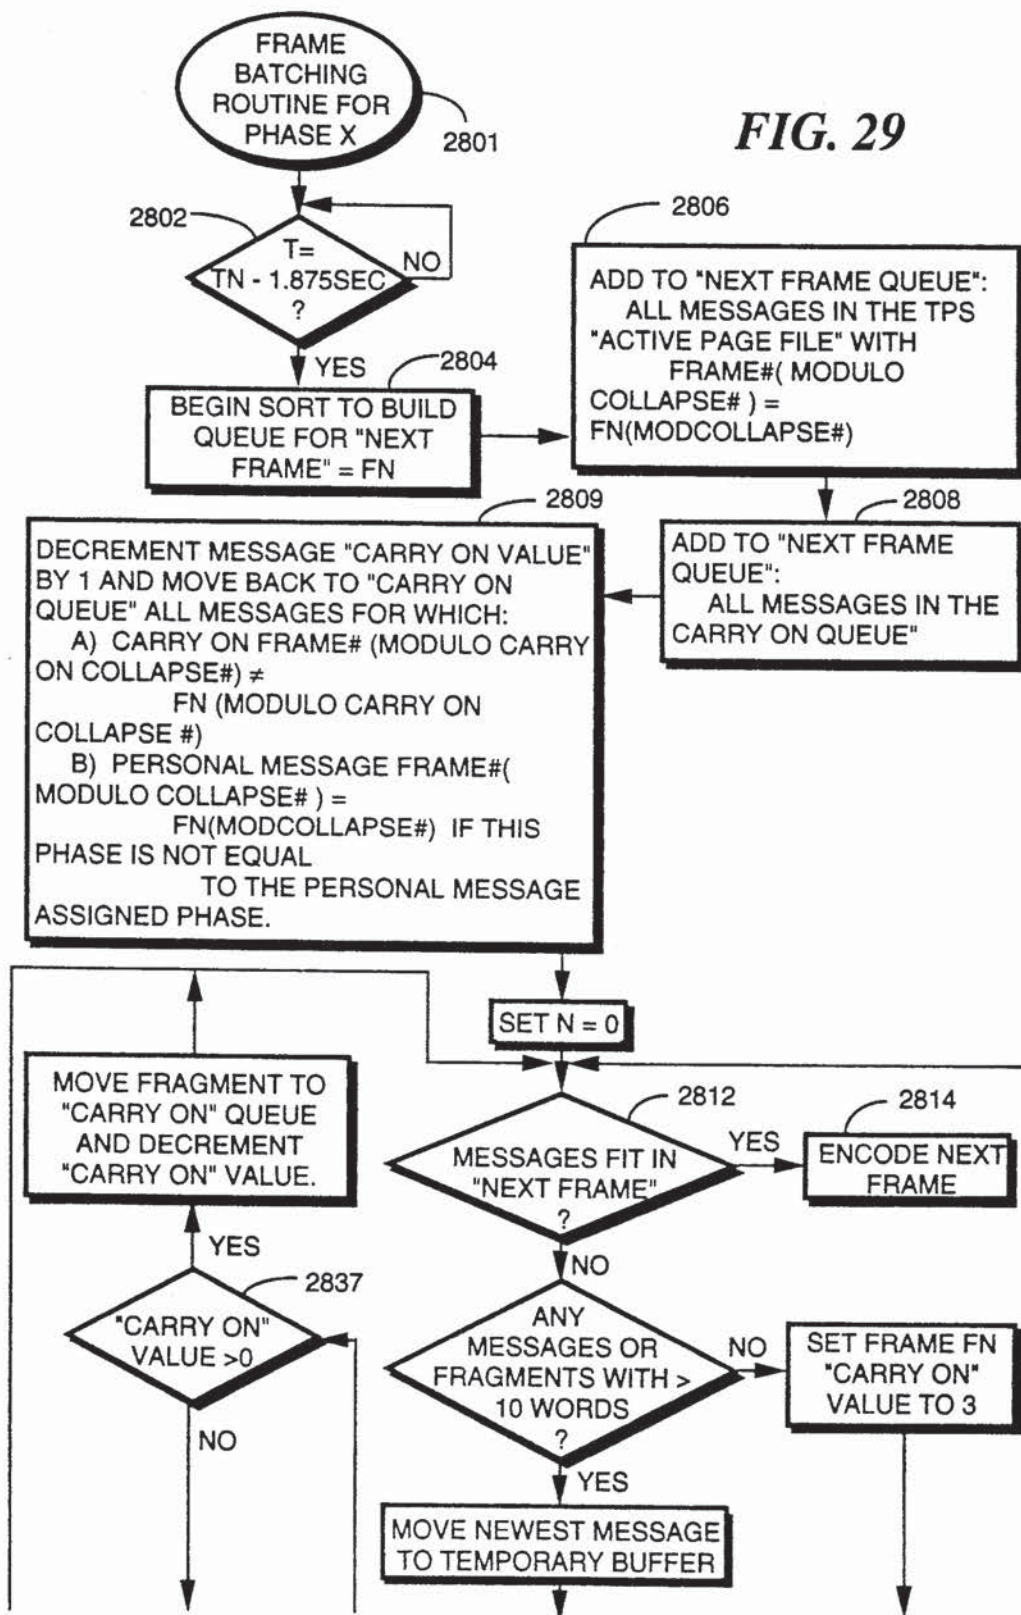 FRAME
BATCHING
ROUTINE FOR
PHASE X
2801
FIG. 29
2802
T=
TN - 1.875SEC
?
NO
YES
2804
BEGIN SORT TO BUILD
QUEUE FOR "NEXT
FRAME" = FN
2806
ADD TO "NEXT FRAME QUEUE":
ALL MESSAGES IN THE TPS
"ACTIVE PAGE FILE" WITH
FRAME#( MODULO
COLLAPSE# ) =
FN(MODCOLLAPSE#)
2808
ADD TO "NEXT FRAME
QUEUE":
ALL MESSAGES IN THE
CARRY ON QUEUE"
2809
DECREMENT MESSAGE "CARRY ON VALUE"
BY 1 AND MOVE BACK TO "CARRY ON
QUEUE" ALL MESSAGES FOR WHICH:
A) CARRY ON FRAME# (MODULO CARRY
ON COLLAPSE#) ≠
FN (MODULO CARRY ON
COLLAPSE #)
B) PERSONAL MESSAGE FRAME#(
MODULO COLLAPSE# ) =
FN(MODCOLLAPSE#) IF THIS
PHASE IS NOT EQUAL
TO THE PERSONAL MESSAGE
ASSIGNED PHASE.
SET N = 0
MOVE FRAGMENT TO
"CARRY ON" QUEUE
AND DECREMENT
"CARRY ON" VALUE.
YES
2837
"CARRY ON"
VALUE >0
NO
2812
MESSAGES FIT IN
"NEXT FRAME"
?
YES
2814
ENCODE NEXT
FRAME
NO
ANY
MESSAGES OR
FRAGMENTS WITH >
10 WORDS
?
NO
SET FRAME FN
"CARRY ON"
VALUE TO 3
YES
MOVE NEWEST MESSAGE
TO TEMPORARY BUFFER